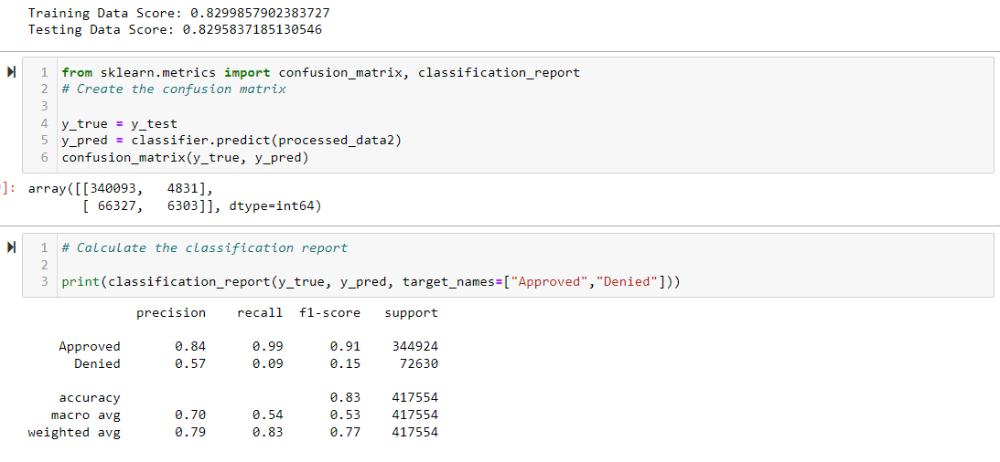 Training Data Score: 0.8299857902383727
Testing Data Score: 0.8295837185130546
1 from sklearn.metrics import confusion_matrix, classification_report
2 # Create the confusion matrix
3
4 y_true = y_test
5 y_pred = classifier.predict(processed_data2)
6 confusion_matrix(y_true, y_pred)
]: array([[340093,   4831],
       [ 66327,   6303]], dtype=int64)
1 # Calculate the classification report
2
3 print(classification_report(y_true, y_pred, target_names=["Approved","Denied"]))
              precision    recall  f1-score   support
    Approved       0.84      0.99      0.91    344924
      Denied       0.57      0.09      0.15     72630
    accuracy                           0.83    417554
   macro avg       0.70      0.54      0.53    417554
weighted avg       0.79      0.83      0.77    417554